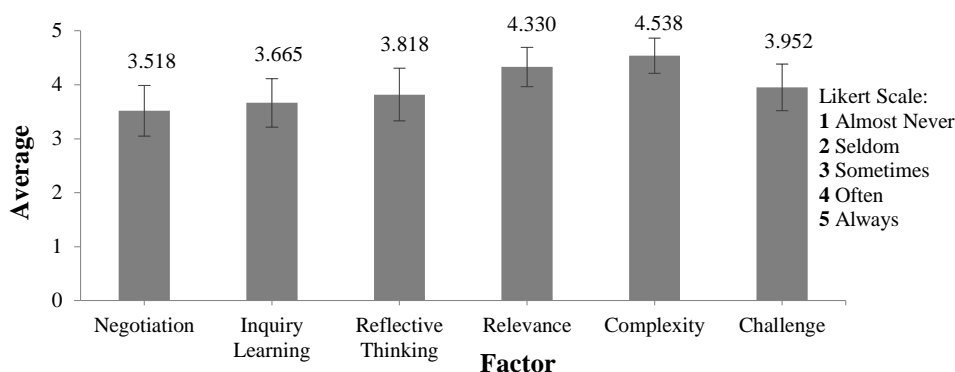 Average
5
4
3
2
1
0
3.518
3.665
3.818
4.330
4.538
3.952
Negotiation
Inquiry
Learning
Reflective
Thinking
Relevance
Complexity
Challenge
Factor
Likert Scale:
1 Almost Never
2 Seldom
3 Sometimes
4 Often
5 Always